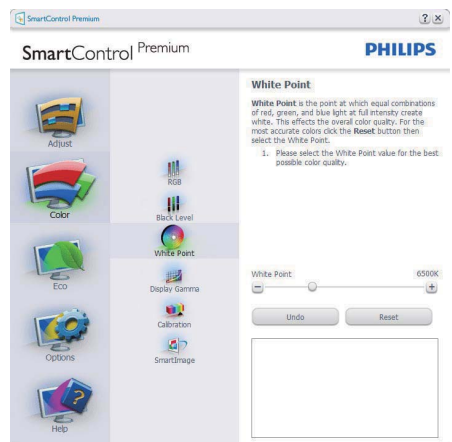 SmartControl Premium
SmartControl Premium
PHILIPS
Adjust
Color
Eco
Options
Help
RGB
Black Level
White Point
Display Gamma
Calibration
SmartImage
White Point
White Point is the point at which equal combinations
of red, green, and blue light at full intensity create
white. This effects the overall color quality. For the
most accurate colors click the Reset button then
select the White Point.
1. Please select the White Point value for the best
possible color quality.
White Point 6500K
Undo Reset